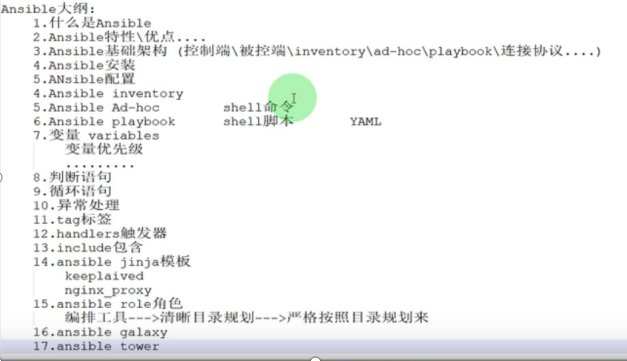 Ansible大纲:
1.什么是Ansible
2.Ansible特性\优点....
3.Ansible基础架构 (控制端\被控端\inventory\ad-hoc\playbook\连接协议....)
4.Ansible安装
5.ANsible配置
4.Ansible inventory
5.Ansible Ad-hoc shell命令
6.Ansible playbook shell脚本 YAML
7.变量 variables
变量优先级
.........
8.判断语句
9.循环语句
10.异常处理
11.tag标签
12.handlers触发器
13.include包含
14.ansible jinja模板
keeplaived
nginx_proxy
15.ansible role角色
编排工具--->清晰目录规划--->严格按照目录规划来
16.ansible galaxy
17.ansible tower